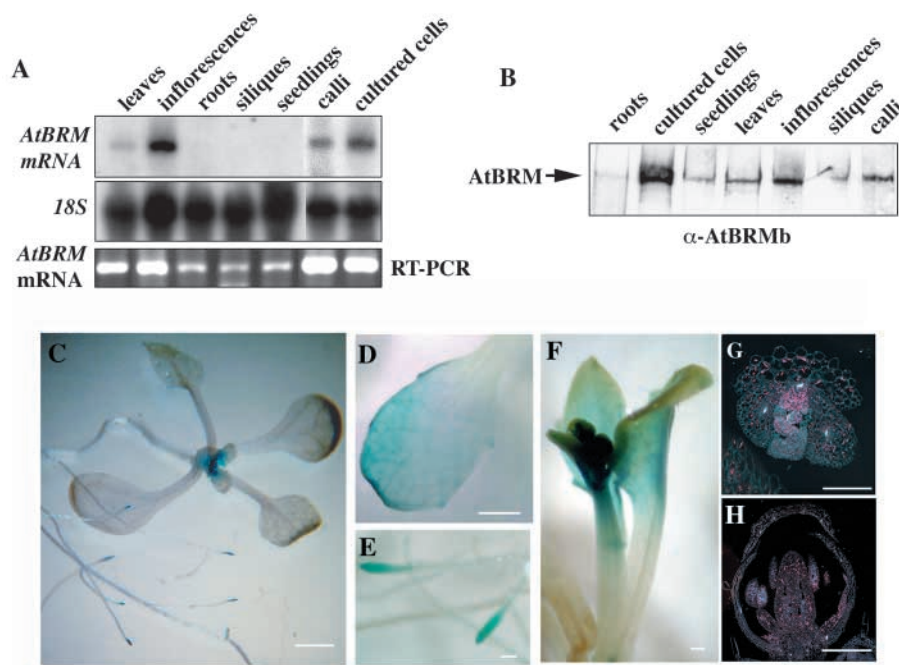 A
leaves
inflorescences
roots
siliques
seedlings
calli
cultured cells
AtBRM
mRNA
18S
AtBRM
mRNA
RT-PCR
B
roots
cultured cells
seedlings
leaves
inflorescences
siliques
calli
AtBRM
α-AtBRMb
C
D
E
F
G
H